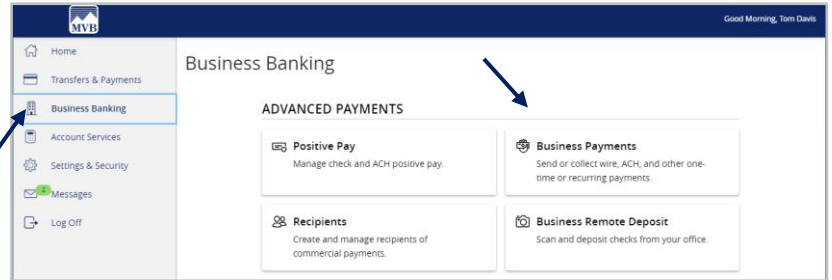 MVB
Good Morning, Tom Davis
Home
Transfers & Payments
Business Banking
Account Services
Settings & Security
Messages
Log Off
Business Banking
ADVANCED PAYMENTS
Positive Pay
Manage check and ACH positive pay.
Business Payments
Send or collect wire, ACH, and other one-
time or recurring payments.
Recipients
Create and manage recipients of
commercial payments.
Business Remote Deposit
Scan and deposit checks from your office.